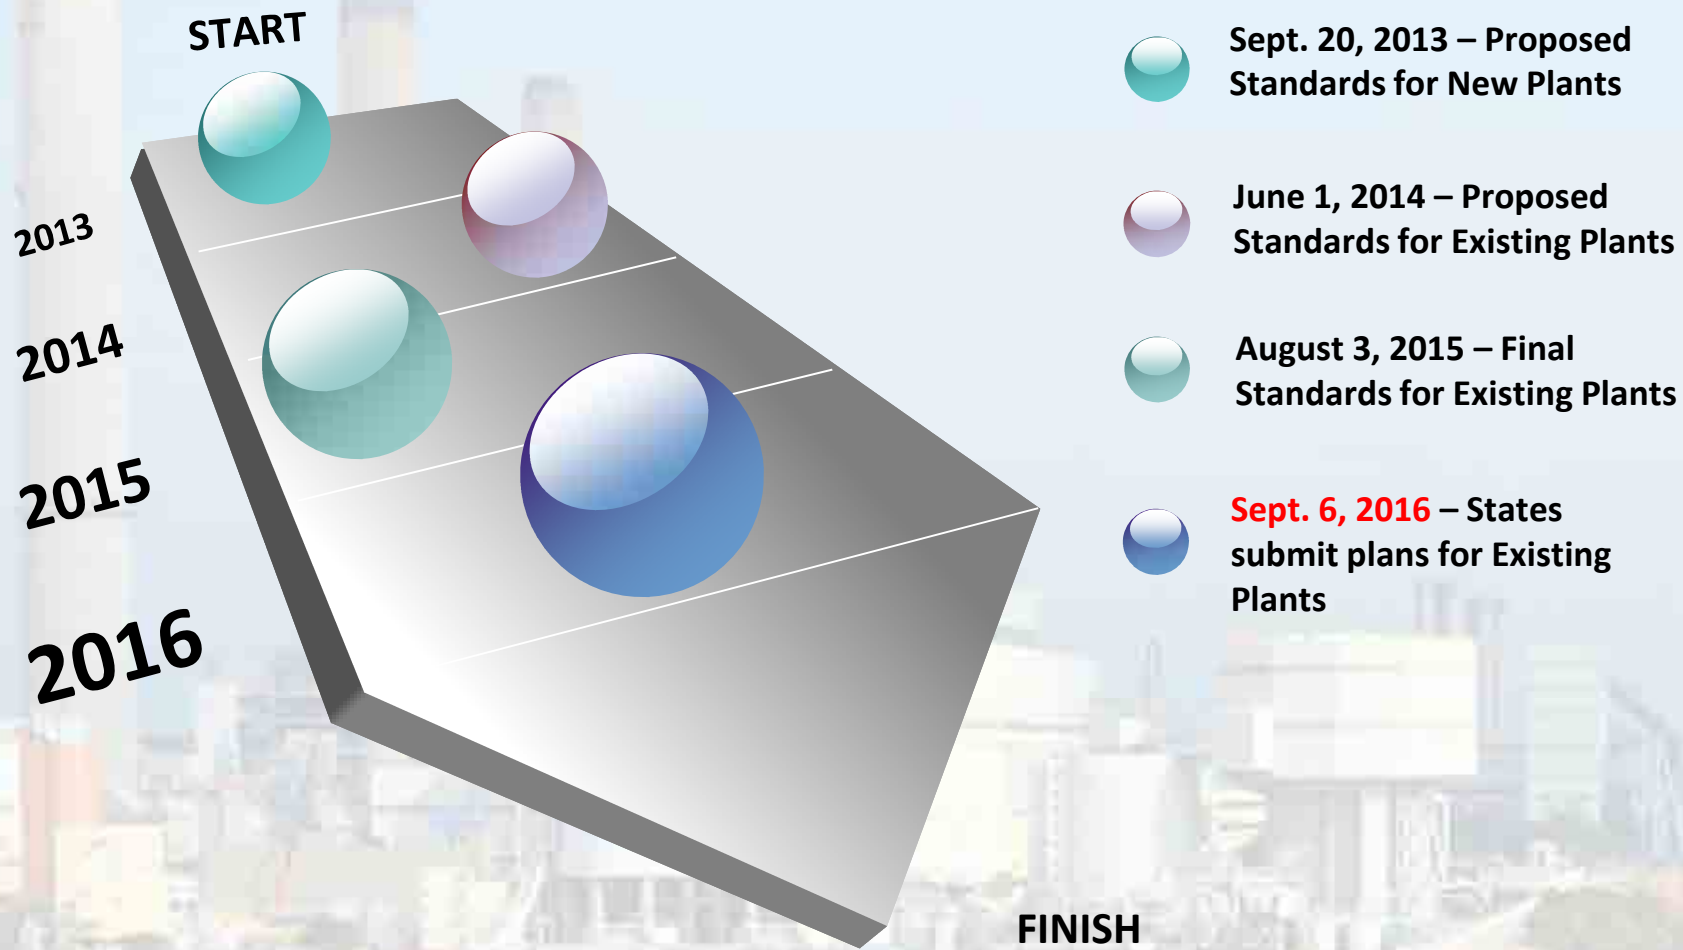 START
2013
2014
2015
2016
FINISH
Sept. 20, 2013 – Proposed
Standards for New Plants
June 1, 2014 – Proposed
Standards for Existing Plants
August 3, 2015 – Final
Standards for Existing Plants
Sept. 6, 2016 – States
submit plans for Existing
Plants